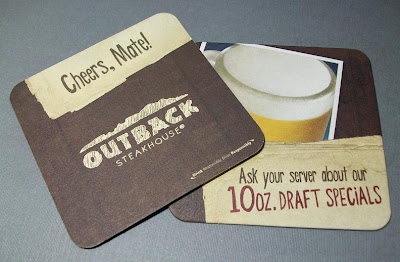 Cheers, Mate!
OUTBACK
STEAKHOUSE®
Ask your server about our
10OZ. DRAFT SPECIALS